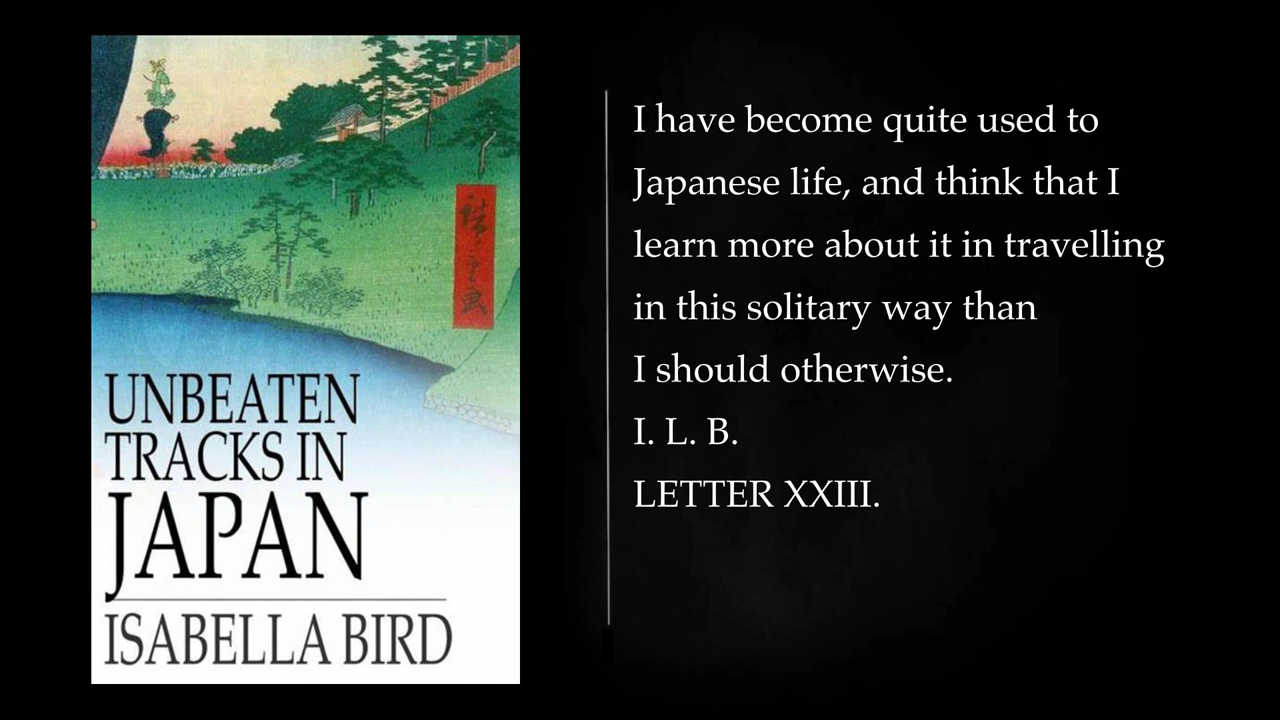 UNBEATEN
TRACKS IN
JAPAN
ISABELLA BIRD
I have become quite used to
Japanese life, and think that I
learn more about it in travelling
in this solitary way than
I should otherwise.
I. L. B.
LETTER XXIII.